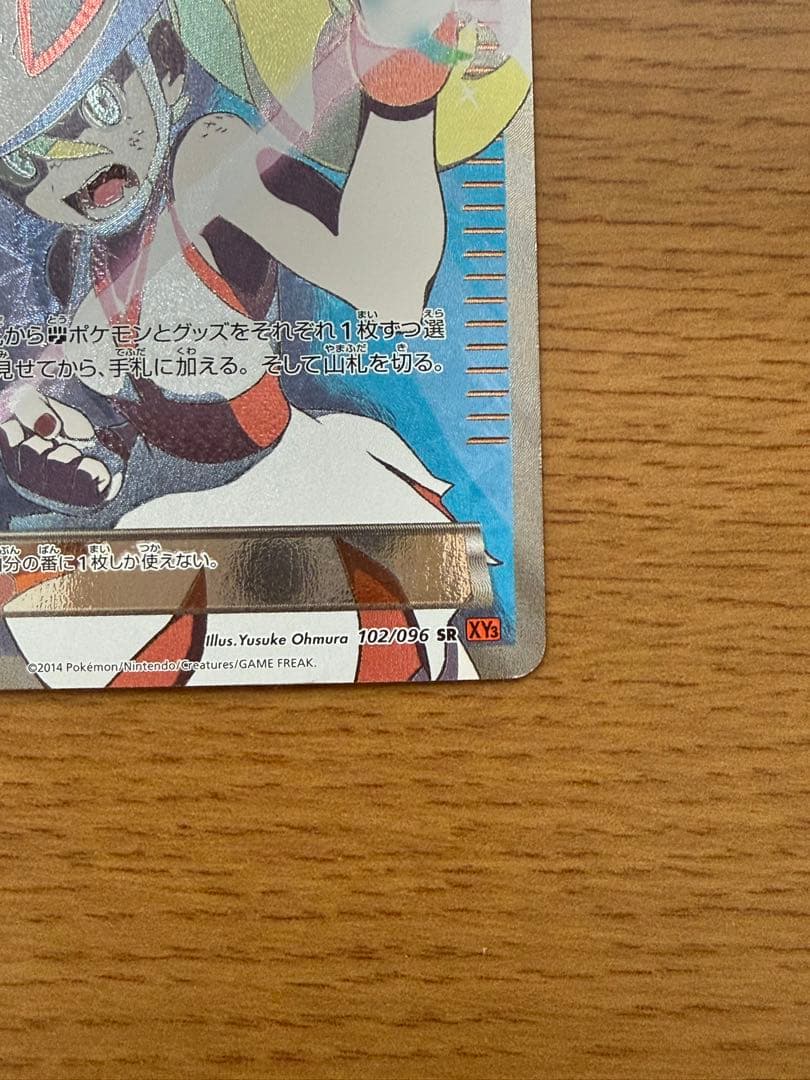 から闘ポケモンとグッズをそれぞれ1枚ずつ選
見せてから、手札に加える。そして山札を切る。
分の番に1枚しか使えない。
Illus.Yusuke Ohmura 102/096 SR XY3
©2014 Pokémon/Nintendo/Creatures/GAME FREAK.